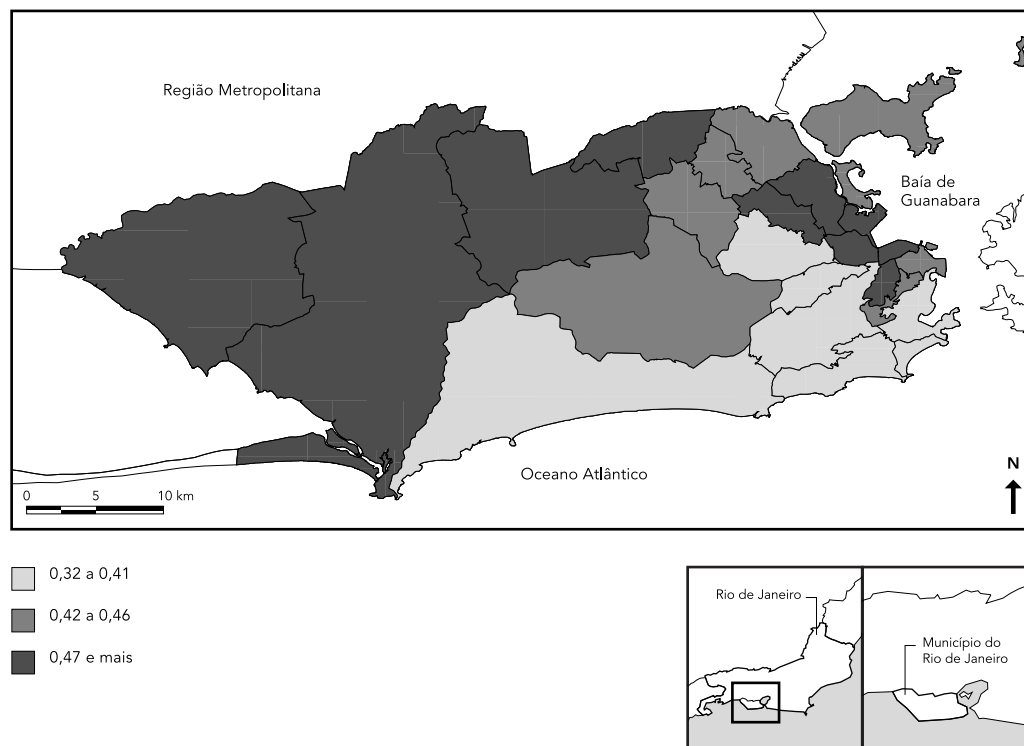 Região Metropolitana
Baía de
Guanabara
Oceano Atlântico
N
0 5 10 km
0,32 a 0,41
0,42 a 0,46
0,47 e mais
Rio de Janeiro
Município do
Rio de Janeiro